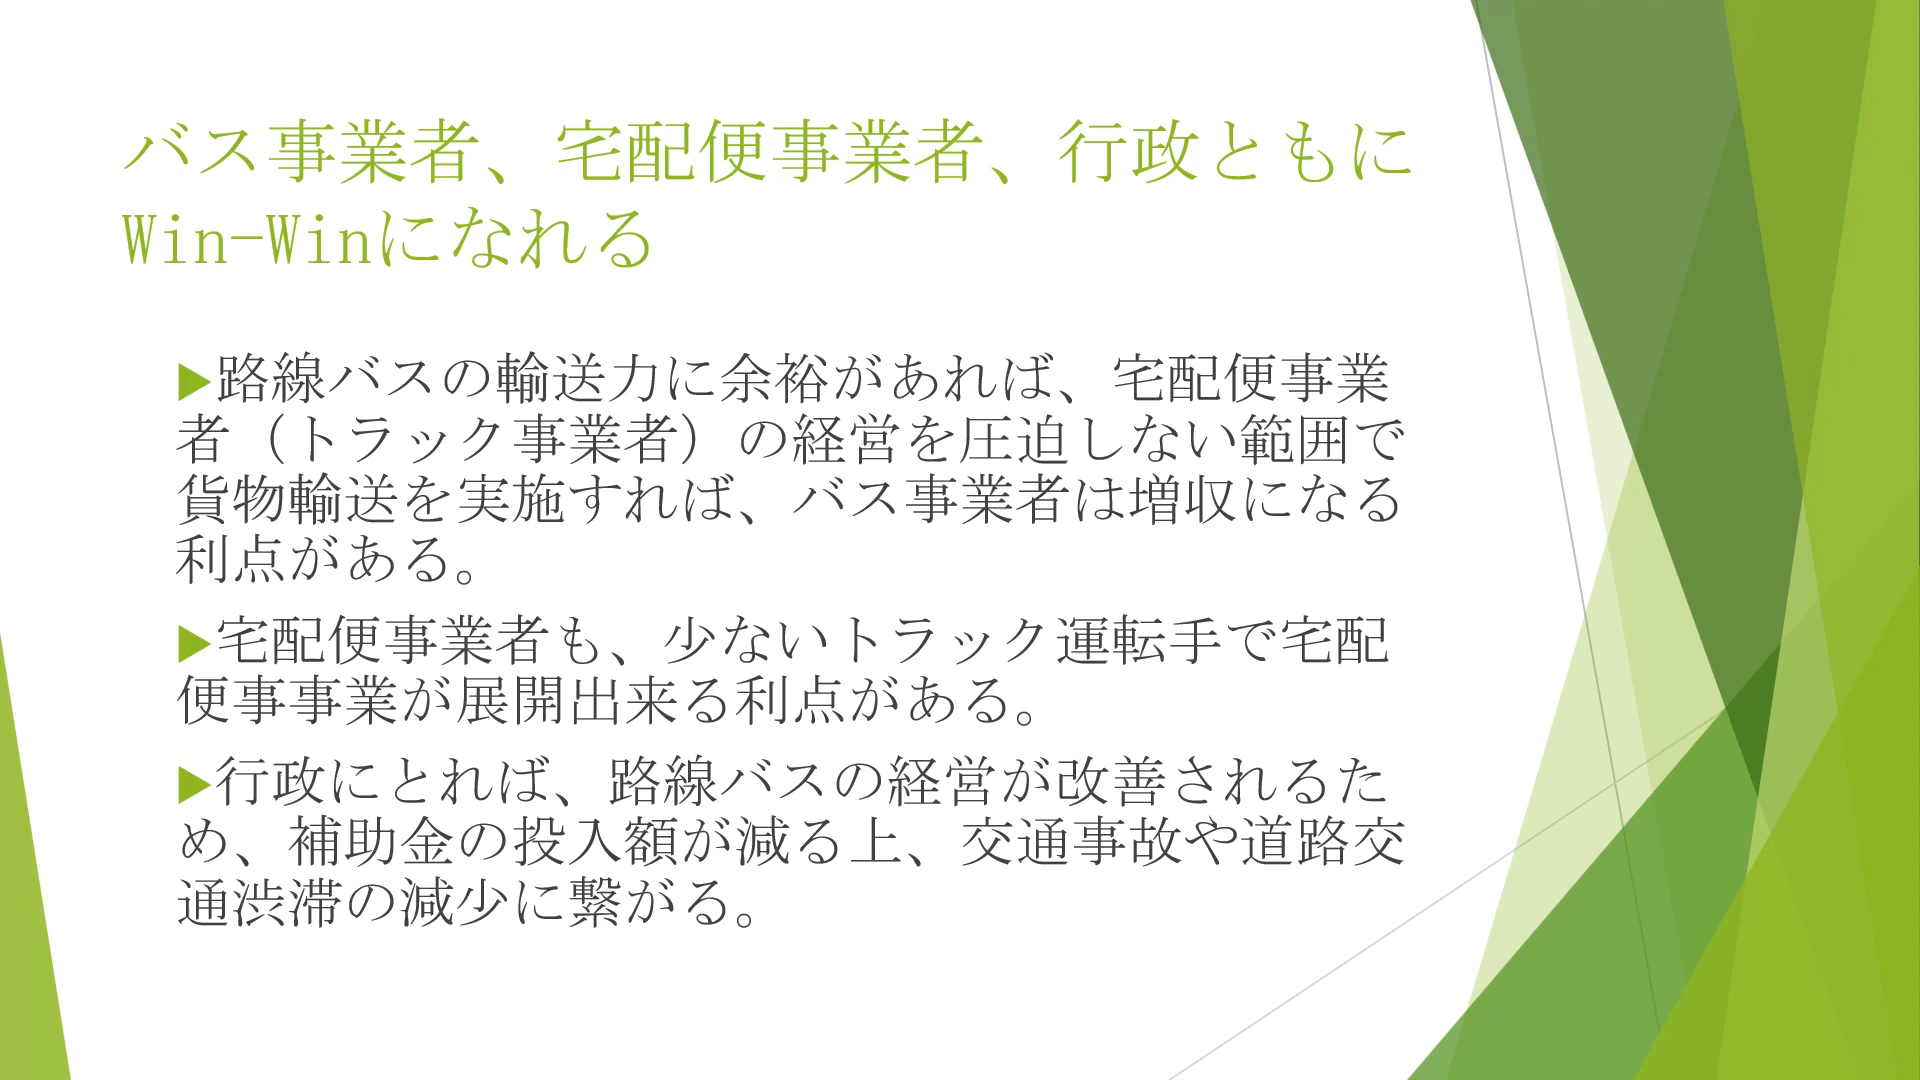 バス事業者、宅配便事業者、行政ともに
Win-Winになれる
▶路線バスの輸送力に余裕があれば、宅配便事業
者（トラック事業者）の経営を圧迫しない範囲で
貨物輸送を実施すれば、バス事業者は増収になる
利点がある。
▶宅配便事業者も、少ないトラック運転手で宅配
便事事業が展開出来る利点がある。
▶行政にとれば、路線バスの経営が改善されるた
め、補助金の投入額が減る上、交通事故や道路交
通渋滞の減少に繋がる。